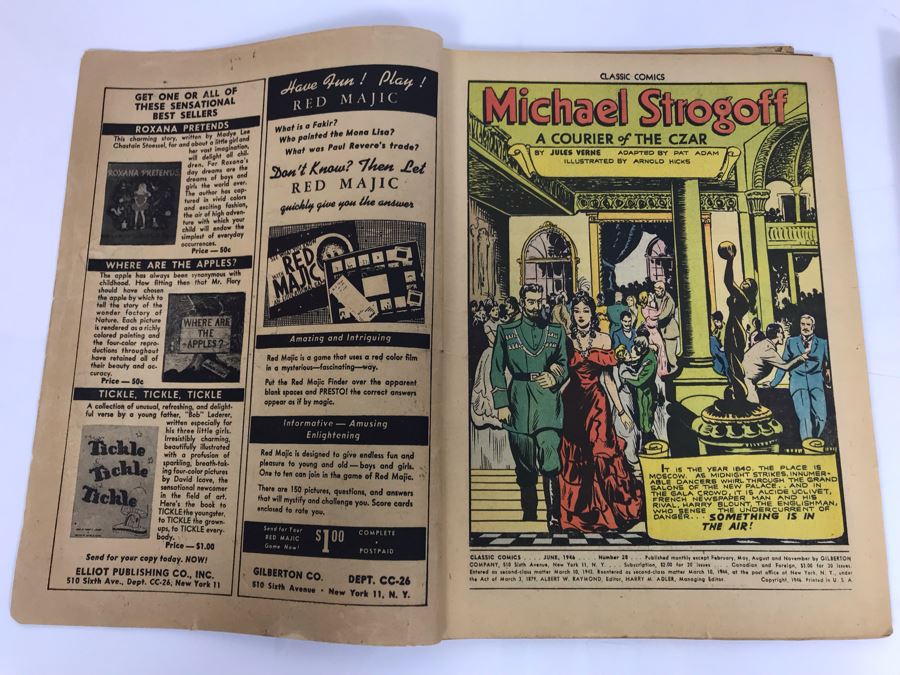 GET ONE OR ALL OF
THESE SENSATIONAL
BEST SELLERS
ROXANA PRETENDS
This charming story, written by Madye Lee
Chastain Stoessel, for and about a little girl and
her vast imagination,
will delight all chil-
dren. For Roxana's
day dreams are the
dreams of boys and
girls the world over.
The author has cap-
tured in vivid colors
and exciting fashion,
the air of high adven-
ture with which your
child will endow the
simplest of everyday
occurrences.
Price — 50c
ROXANA PRETENDS
WHERE ARE THE APPLES?
The apple has always been synonymous with
childhood. How fitting then that Mr. Flory
should have chosen
the apple by which to
tell the story of the
wonder factory of
Nature. Each picture
is rendered as a richly
colored painting and
the four-color repro-
ductions throughout
have retained all of
their beauty and ac-
curacy.
Price — 50c
WHERE ARE
THE
APPLES?
TICKLE, TICKLE, TICKLE
A collection of unusual, refreshing, and delight-
ful verse by a young father, "Bob" Lederer,
written especially for
his three little girls.
Irresistibly charming,
beautifully illustrated
with a profusion of
sparkling, breath-tak-
ing four-color pictures
by David Icove, the
sensational newcomer
in the field of art.
Here's the book to
TICKLE the youngster,
to TICKLE the grown-
ups, to TICKLE every-
body.
Price — $1.00
Tickle
Tickle
Tickle
Send for your copy today. NOW!
ELLIOT PUBLISHING CO., INC.
510 Sixth Ave., Dept. CC-26, New York 11
Have Fun! Play!
RED MAJIC
What is a Fakir?
Who painted the Mona Lisa?
What was Paul Revere's trade?
Don't Know? Then Let
RED MAJIC
quickly give you the answer
RED
MAJIC
Amazing and Intriguing
Red Majic is a game that uses a red color film
in a mysterious—fascinating—way.
Put the Red Majic Finder over the apparent
blank spaces and PRESTO! the correct answers
appear as if by magic.
Informative — Amusing
Enlightening
Red Majic is designed to give endless fun and
pleasure to young and old — boys and girls.
One to ten can join in the game of Red Majic.
There are 150 pictures, questions, and answers
that will mystify and challenge you. Score cards
enclosed to rate you.
Send for Your
RED MAJIC
Game Now!
$1.00
COMPLETE
•
POSTPAID
GILBERTON CO. DEPT. CC-26
510 Sixth Avenue • New York 11, N. Y.
CLASSIC COMICS
Michael Strogoff
A COURIER of THE CZAR
BY JULES VERNE ADAPTED BY PAT ADAM
ILLUSTRATED BY ARNOLD HICKS
IT IS THE YEAR 1840. THE PLACE IS
MOSCOW. AS MIDNIGHT STRIKES, INNUMER-
ABLE DANCERS WHIRL THROUGH THE GRAND
SALONS OF THE NEW PALACE.. AND IN
THE GALA CROWD, IT IS ALCIDE JOLIVET,
FRENCH NEWSPAPER MAN AND HIS
RIVAL, HARRY BLOUNT, THE ENGLISHMAN,
WHO SENSE THE UNDERCURRENT OF
DANGER... SOMETHING IS IN
THE AIR!
CLASSIC COMICS . . . JUNE, 1946 . . . Number 28 . . . Published monthly except February, May, August and November by GILBERTON
COMPANY, 510 Sixth Avenue, New York 11, N. Y. . . . Subscription, $2.00 for 20 issues . . . Canadian and Foreign, $3.00 for 20 issues.
Entered as second-class matter March 10, 1943. Reentered as second-class matter March 18, 1944, at the post office of New York, N. Y., under
the Act of March 3, 1879. ALBERT W. RAYMOND, Editor, HARRY M. ADLER, Managing Editor. Copyright, 1946. Printed in U. S. A.